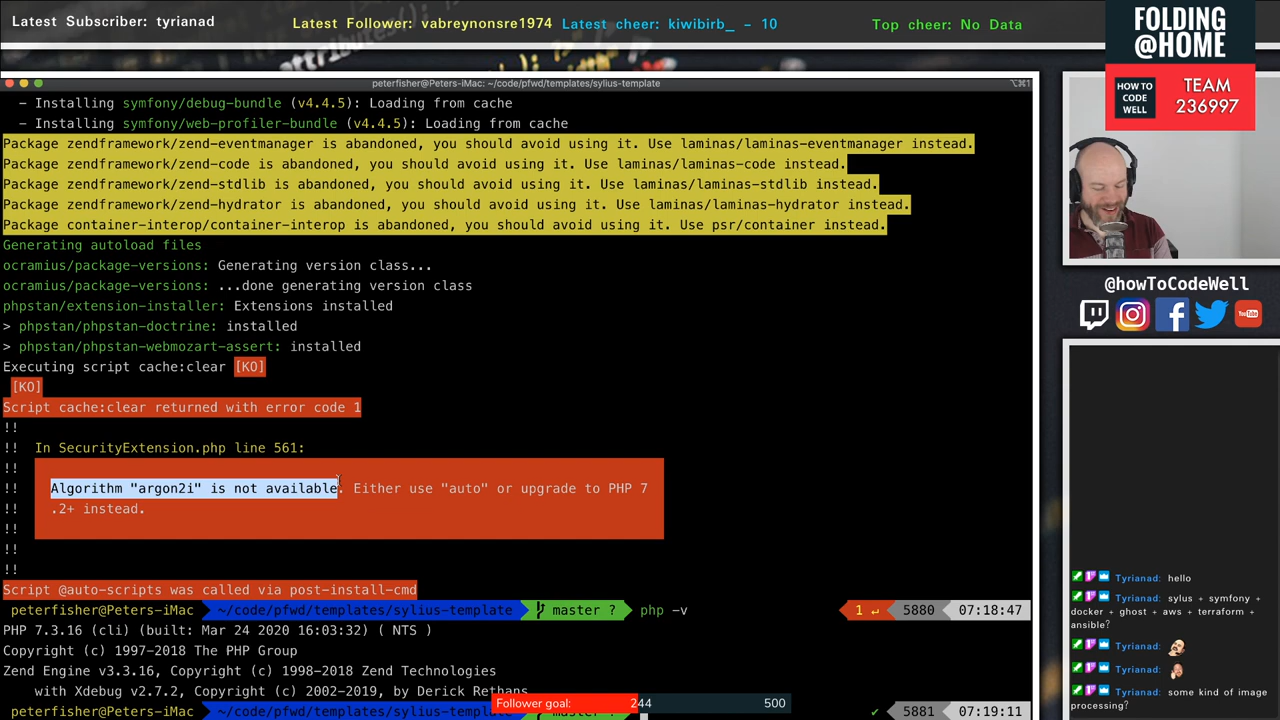 Latest Subscriber: tyrianad
Latest Follower: vabreynonsre1974
Latest cheer: kiwibirb_ - 10
Top cheer: No Data
FOLDING
@HOME
HOW TO
CODE
WELL
TEAM
236997
peterfisher@Peters-iMac: ~/code/pfwd/templates/sylius-template
⌥⌘1
- Installing symfony/debug-bundle (v4.4.5): Loading from cache
- Installing symfony/web-profiler-bundle (v4.4.5): Loading from cache
Package zendframework/zend-eventmanager is abandoned, you should avoid using it. Use laminas/laminas-eventmanager instead.
Package zendframework/zend-code is abandoned, you should avoid using it. Use laminas/laminas-code instead.
Package zendframework/zend-stdlib is abandoned, you should avoid using it. Use laminas/laminas-stdlib instead.
Package zendframework/zend-hydrator is abandoned, you should avoid using it. Use laminas/laminas-hydrator instead.
Package container-interop/container-interop is abandoned, you should avoid using it. Use psr/container instead.
Generating autoload files
ocramius/package-versions: Generating version class...
ocramius/package-versions: ...done generating version class
phpstan/extension-installer: Extensions installed
> phpstan/phpstan-doctrine: installed
> phpstan/phpstan-webmozart-assert: installed
Executing script cache:clear [KO]
[KO]
Script cache:clear returned with error code 1
!!
!! In SecurityExtension.php line 561:
!!
!! Algorithm "argon2i" is not available. Either use "auto" or upgrade to PHP 7
!! .2+ instead.
!!
!!
!!
Script @auto-scripts was called via post-install-cmd
peterfisher@Peters-iMac ~/code/pfwd/templates/sylius-template master ? php -v 1 ↵ 5880 07:18:47
PHP 7.3.16 (cli) (built: Mar 24 2020 16:03:32) ( NTS )
Copyright (c) 1997-2018 The PHP Group
Zend Engine v3.3.16, Copyright (c) 1998-2018 Zend Technologies
with Xdebug v2.7.2, Copyright (c) 2002-2019, by Derick Rethans
peterfisher@Peters-iMac ~/code/pfwd/templates/sylius-template master ? ✔ 5881 07:19:11
Follower goal: 244 500
@howToCodeWell
You Tube
Tyrianad: hello
Tyrianad: sylus + symfony +
docker + ghost + aws + terraform +
ansible?
Tyrianad:
Tyrianad:
Tyrianad: some kind of image
processing?